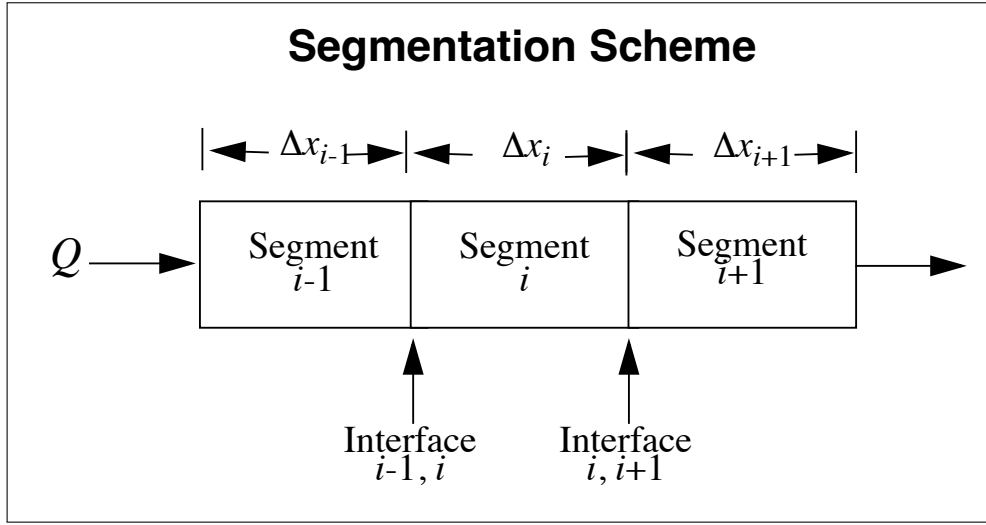 Segmentation Scheme
Δx_{i-1} Δx_i Δx_{i+1}
Q
Segment
i-1
Segment
i
Segment
i+1
Interface
i-1, i
Interface
i, i+1